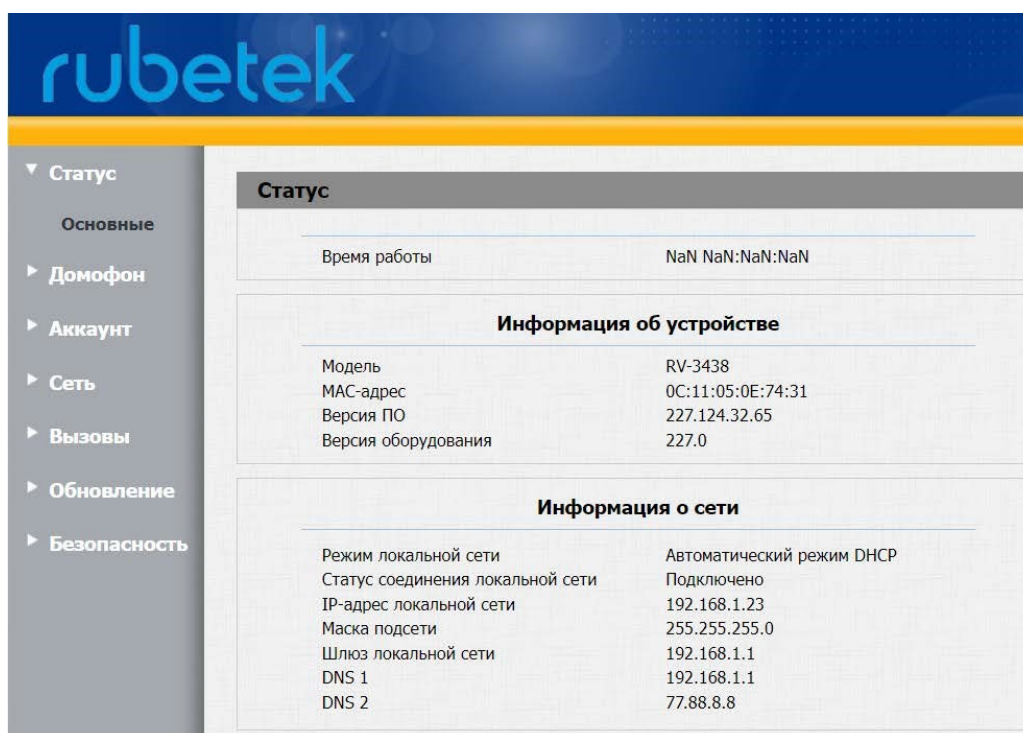 rubetek
Статус
Основные
Домофон
Аккаунт
Сеть
Вызовы
Обновление
Безопасность
Статус
Время работы NaN NaN:NaN:NaN
Информация об устройстве
Модель RV-3438
MAC-адрес 0C:11:05:0E:74:31
Версия ПО 227.124.32.65
Версия оборудования 227.0
Информация о сети
Режим локальной сети Автоматический режим DHCP
Статус соединения локальной сети Подключено
IP-адрес локальной сети 192.168.1.23
Маска подсети 255.255.255.0
Шлюз локальной сети 192.168.1.1
DNS 1 192.168.1.1
DNS 2 77.88.8.8